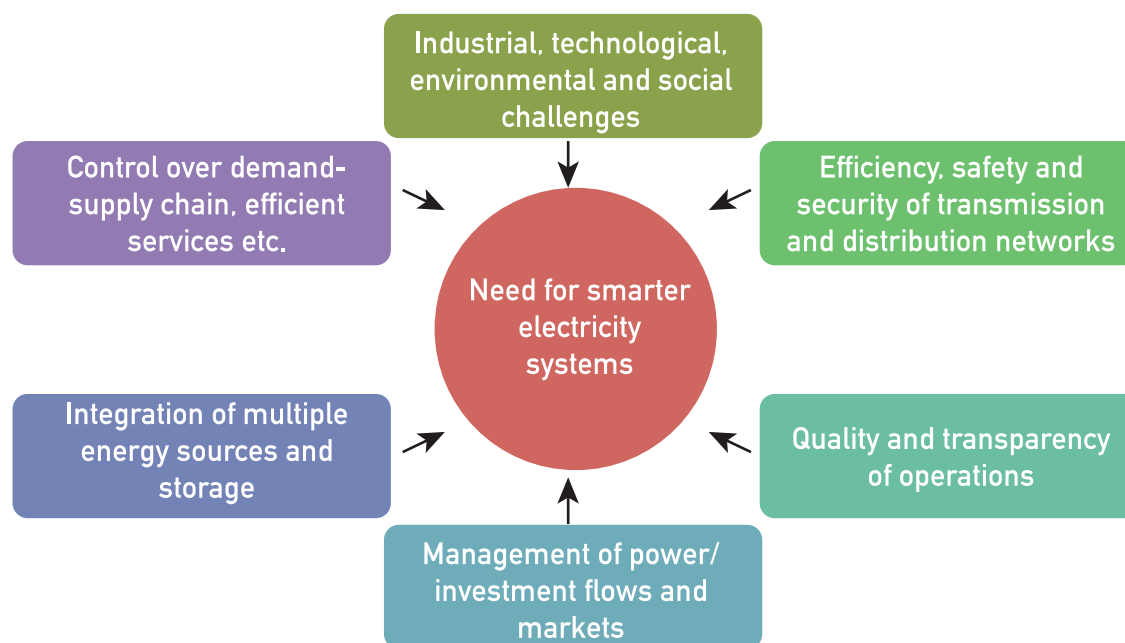 Industrial, technological,
environmental and social
challenges
Control over demand-
supply chain, efficient
services etc.
Efficiency, safety and
security of transmission
and distribution networks
Need for smarter
electricity
systems
Integration of multiple
energy sources and
storage
Quality and transparency
of operations
Management of power/
investment flows and
markets